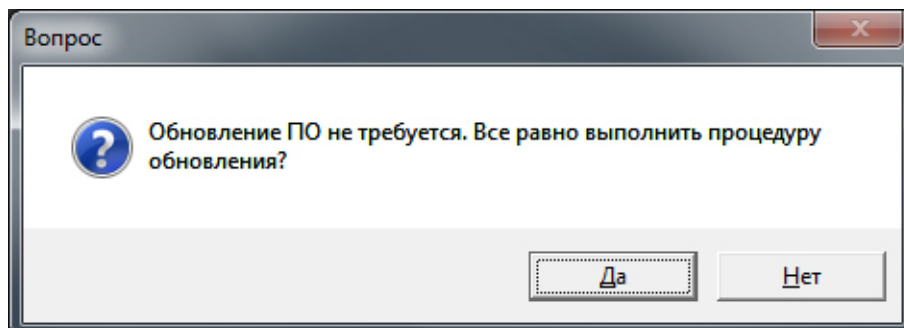 Вопрос
Обновление ПО не требуется. Все равно выполнить процедуру
обновления?
Да
Нет